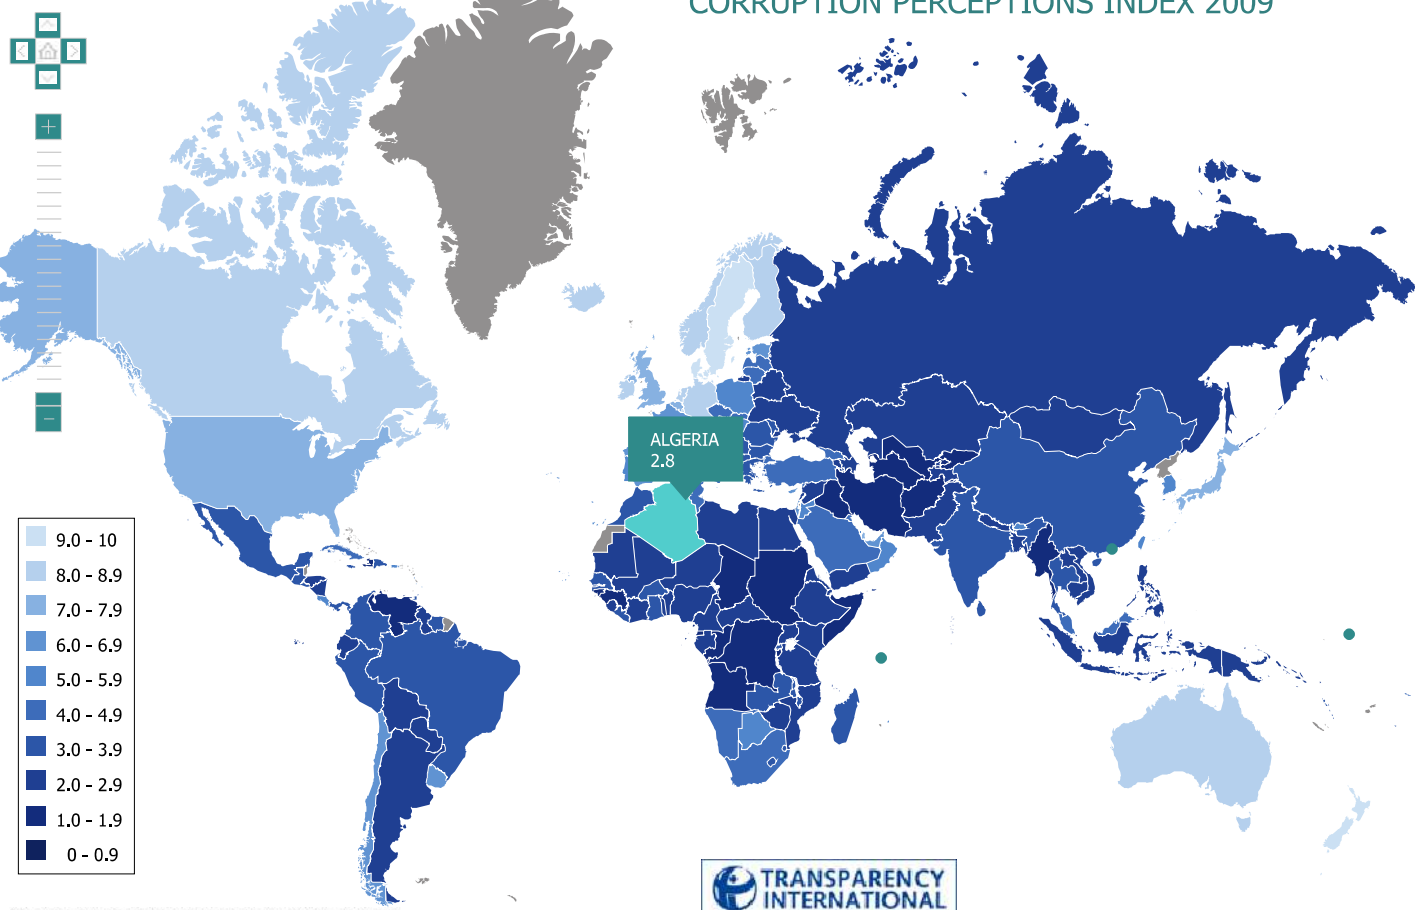 CORRUPTION PERCEPTIONS INDEX 2009
ALGERIA
2.8
9.0 - 10
8.0 - 8.9
7.0 - 7.9
6.0 - 6.9
5.0 - 5.9
4.0 - 4.9
3.0 - 3.9
2.0 - 2.9
1.0 - 1.9
0 - 0.9
TRANSPARENCY
INTERNATIONAL